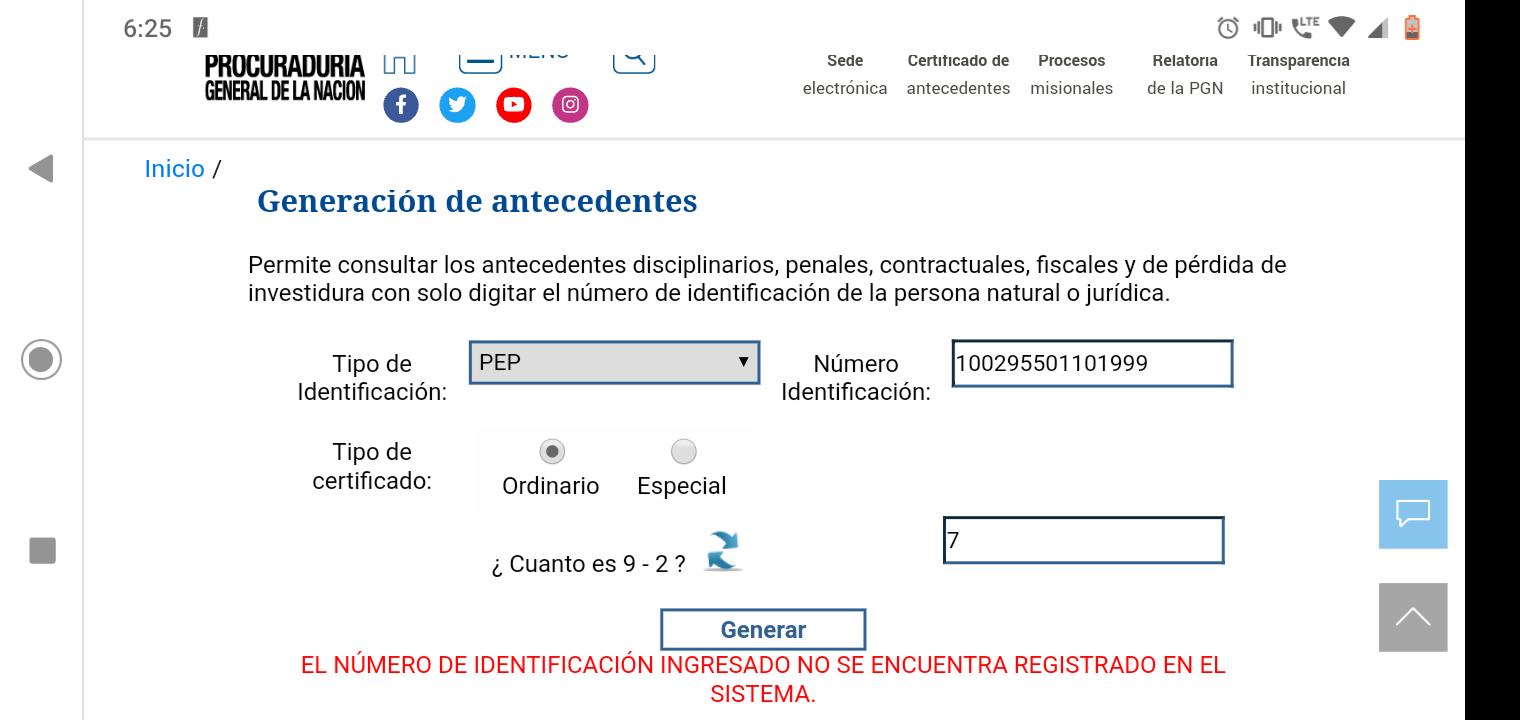 6:25
LTE
PROCURADURIA
GENERAL DE LA NACION
MENÚ
Sede
electrónica
Certificado de
antecedentes
Procesos
misionales
Relatoria
de la PGN
Transparencia
institucional
Inicio /
Generación de antecedentes
Permite consultar los antecedentes disciplinarios, penales, contractuales, fiscales y de pérdida de
investidura con solo digitar el número de identificación de la persona natural o jurídica.
Tipo de
Identificación:
PEP
Número
Identificación:
100295501101999
Tipo de
certificado:
Ordinario
Especial
¿ Cuanto es 9 - 2 ?
7
Generar
EL NÚMERO DE IDENTIFICACIÓN INGRESADO NO SE ENCUENTRA REGISTRADO EN EL
SISTEMA.